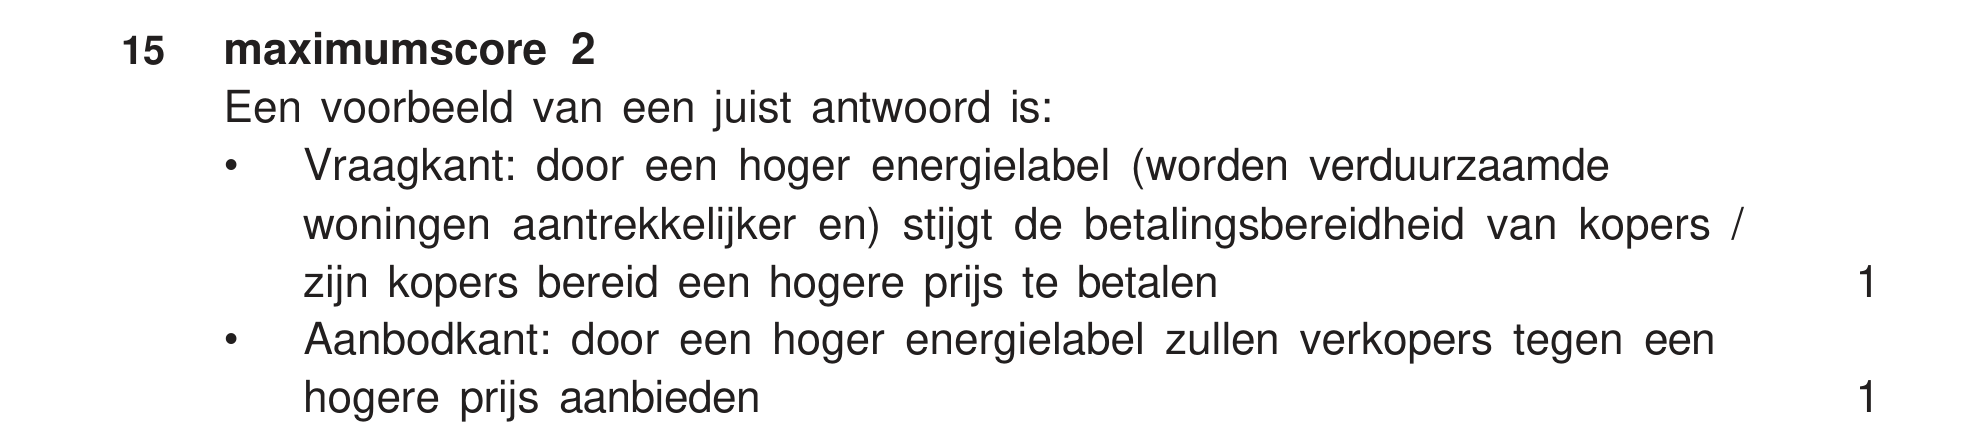 15 maximumscore 2
Een voorbeeld van een juist antwoord is:
• Vraagkant: door een hoger energielabel (worden verduurzaamde
woningen aantrekkelijker en) stijgt de betalingsbereidheid van kopers /
zijn kopers bereid een hogere prijs te betalen 1
• Aanbodkant: door een hoger energielabel zullen verkopers tegen een
hogere prijs aanbieden 1